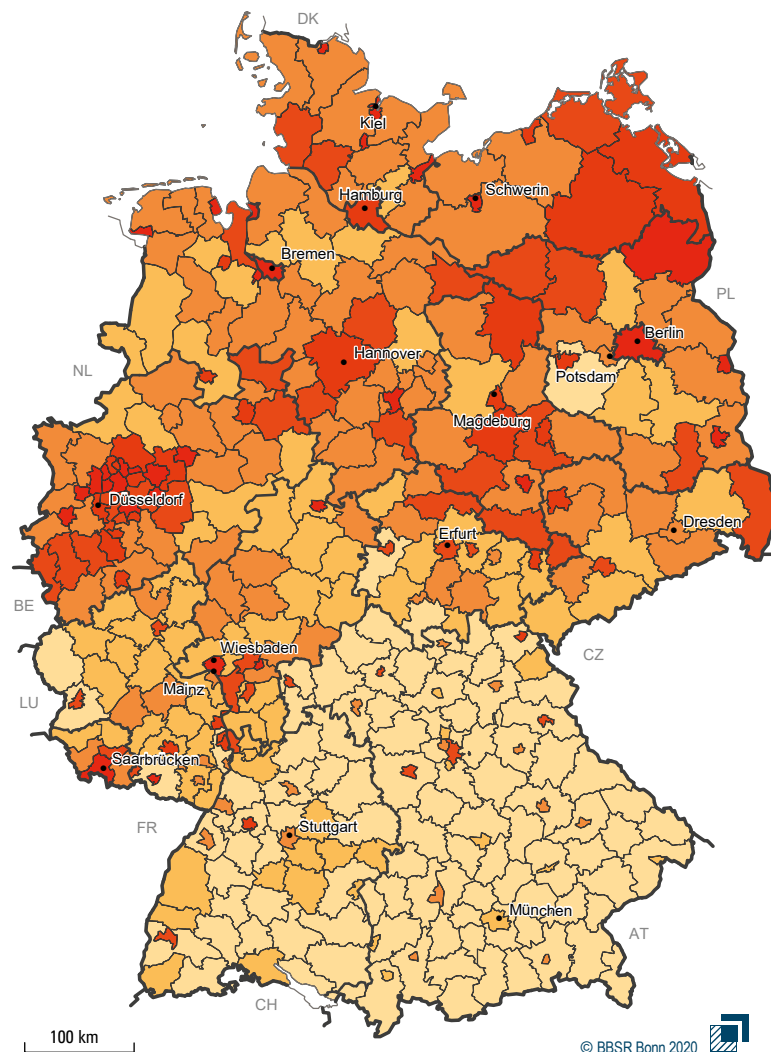 DK
Kiel
Hamburg
Schwerin
Bremen
PL
Berlin
Hannover
NL
Potsdam
Magdeburg
Düsseldorf
Dresden
Erfurt
BE
Wiesbaden
CZ
Mainz
LU
Saarbrücken
FR
Stuttgart
München
AT
CH
100 km
© BBSR Bonn 2020